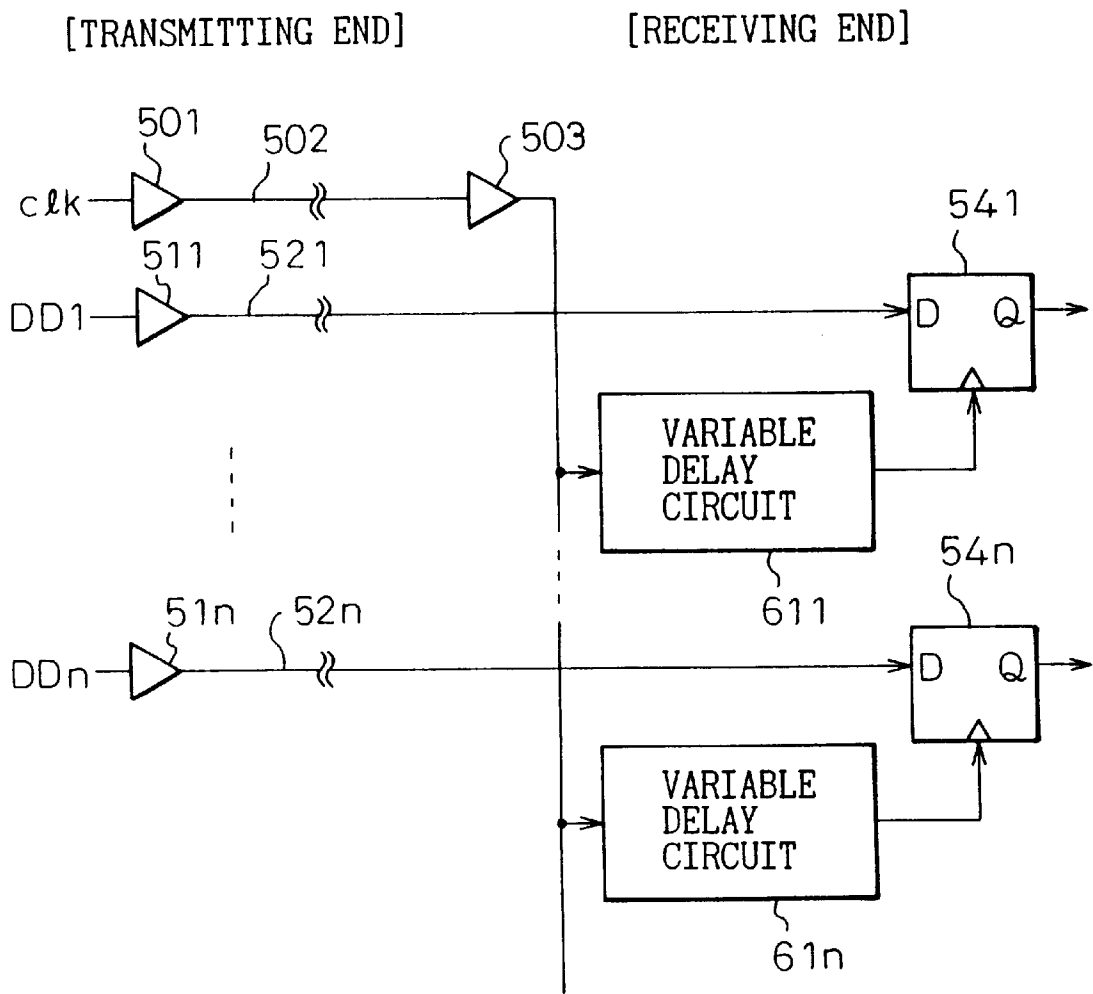 [TRANSMITTING END]
[RECEIVING END]
501
502
503
clk
541
511
521
DD1
D
Q
VARIABLE
DELAY
CIRCUIT
611
54n
51n
52n
DDn
D
Q
VARIABLE
DELAY
CIRCUIT
61n